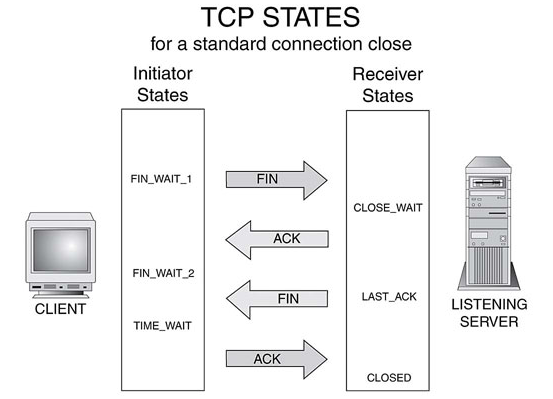 TCP STATES
for a standard connection close
Initiator
States
Receiver
States
FIN_WAIT_1
FIN
CLOSE_WAIT
ACK
FIN_WAIT_2
FIN
LAST_ACK
TIME_WAIT
ACK
CLOSED
CLIENT
LISTENING
SERVER